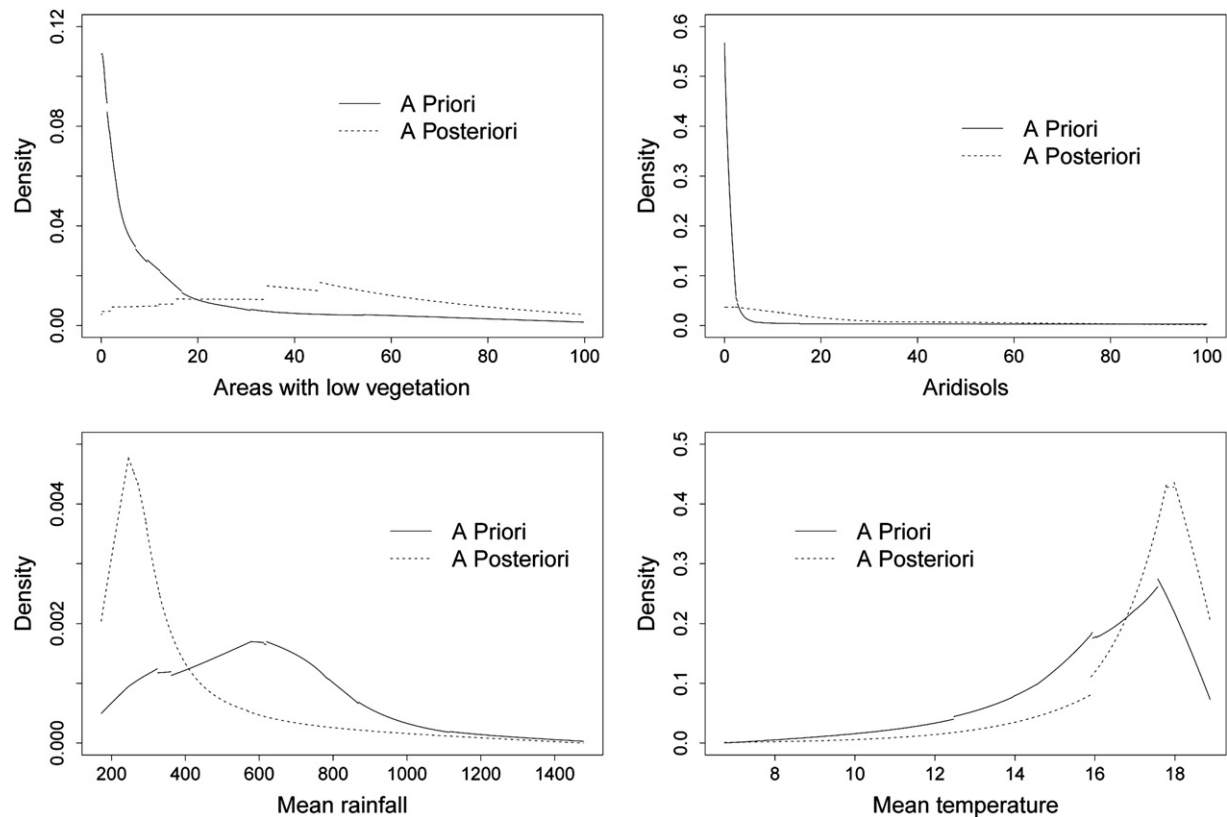 0.12
0.08
0.04
0.00
Density
A Priori
A Posteriori
0 20 40 60 80 100
Areas with low vegetation
0.6
0.5
0.4
0.3
0.2
0.1
0.0
Density
A Priori
A Posteriori
0 20 40 60 80 100
Aridisols
0.004
0.002
0.000
Density
A Priori
A Posteriori
200 400 600 800 1000 1400
Mean rainfall
0.5
0.4
0.3
0.2
0.1
0.0
Density
A Priori
A Posteriori
8 10 12 14 16 18
Mean temperature